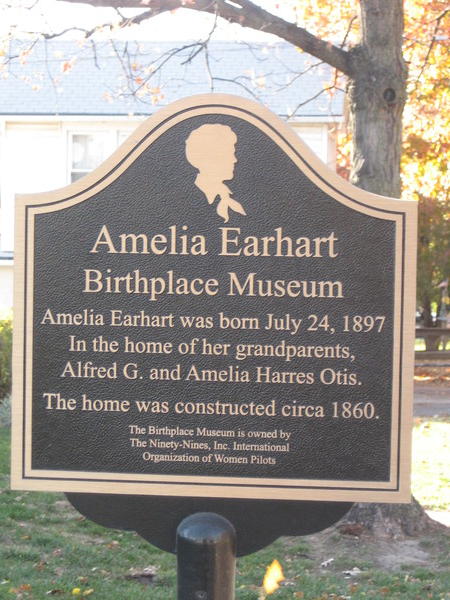 Amelia Earhart
Birthplace Museum
Amelia Earhart was born July 24, 1897
In the home of her grandparents,
Alfred G. and Amelia Harres Otis.
The home was constructed circa 1860.
The Birthplace Museum is owned by
The Ninety-Nines, Inc. International
Organization of Women Pilots